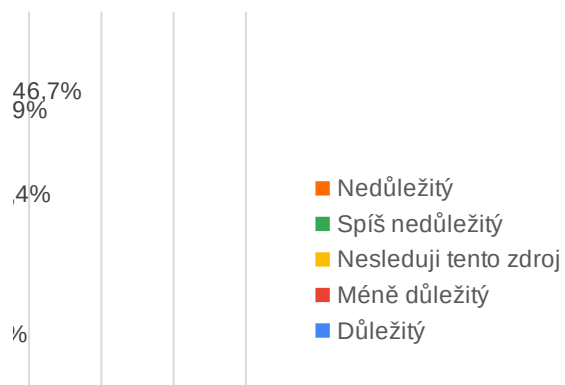 46,7%
9%
,4%
%
Nedůležitý
Spíš nedůležitý
Nesleduji tento zdroj
Méně důležitý
Důležitý